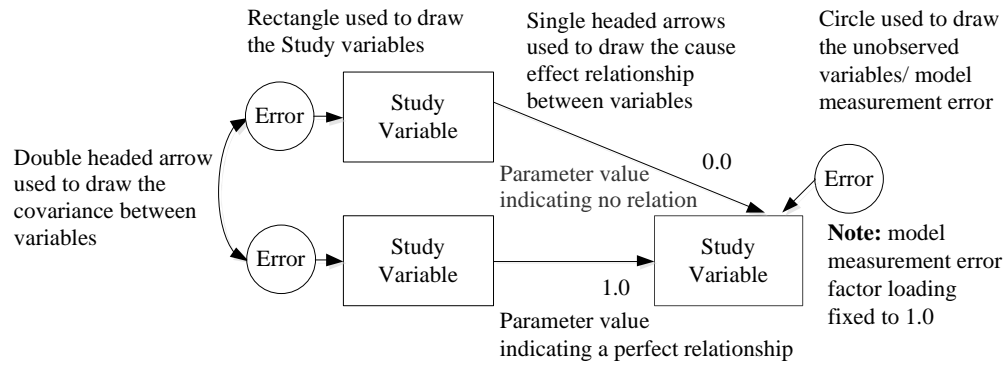 Rectangle used to draw
the Study variables
Single headed arrows
used to draw the cause
effect relationship
between variables
Circle used to draw
the unobserved
variables/ model
measurement error
Error
Study
Variable
Double headed arrow
used to draw the
covariance between
variables
0.0
Parameter value
indicating no relation
Error
Error
Study
Variable
1.0
Study
Variable
Note: model
measurement error
factor loading
fixed to 1.0
Parameter value
indicating a perfect relationship